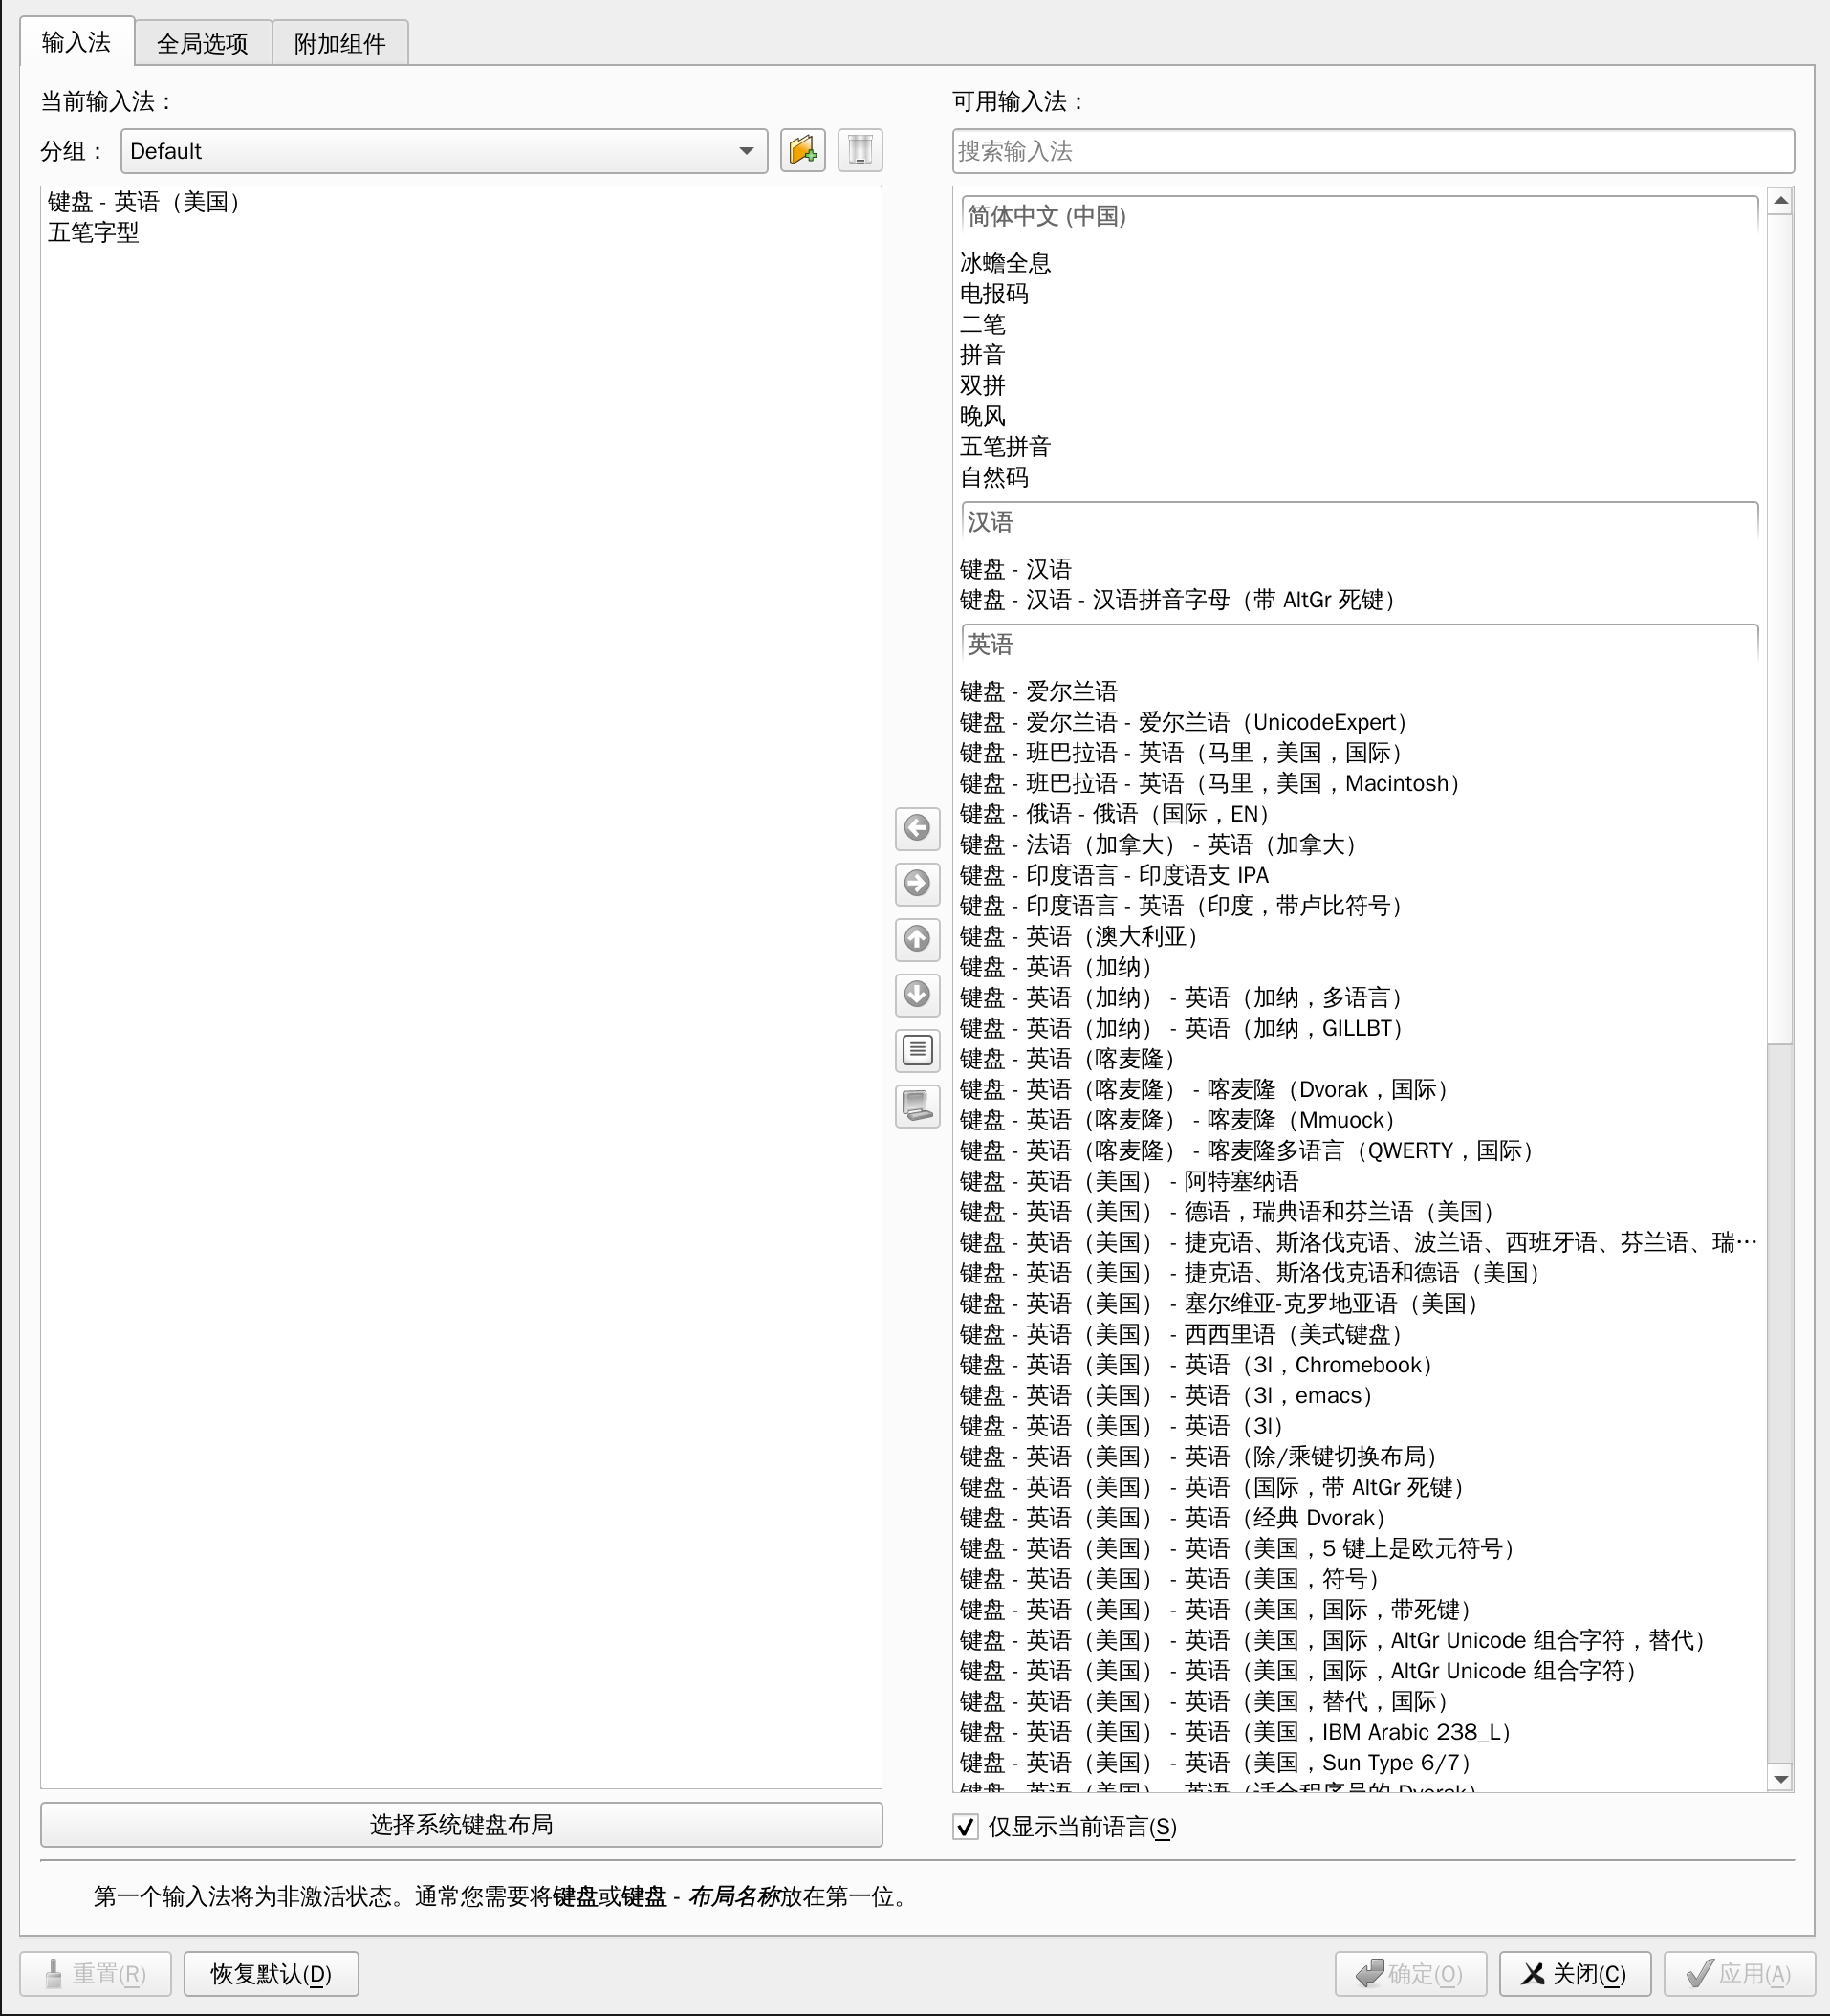 输入法
全局选项
附加组件
当前输入法：
分组：
Default
键盘 - 英语（美国）
五笔字型
选择系统键盘布局
可用输入法：
搜索输入法
简体中文 (中国)
冰蟾全息
电报码
二笔
拼音
双拼
晚风
五笔拼音
自然码
汉语
键盘 - 汉语
键盘 - 汉语 - 汉语拼音字母（带 AltGr 死键）
英语
键盘 - 爱尔兰语
键盘 - 爱尔兰语 - 爱尔兰语（UnicodeExpert）
键盘 - 班巴拉语 - 英语（马里，美国，国际）
键盘 - 班巴拉语 - 英语（马里，美国，Macintosh）
键盘 - 俄语 - 俄语（国际，EN）
键盘 - 法语（加拿大） - 英语（加拿大）
键盘 - 印度语言 - 印度语支 IPA
键盘 - 印度语言 - 英语（印度，带卢比符号）
键盘 - 英语（澳大利亚）
键盘 - 英语（加纳）
键盘 - 英语（加纳） - 英语（加纳，多语言）
键盘 - 英语（加纳） - 英语（加纳，GILLBT）
键盘 - 英语（喀麦隆）
键盘 - 英语（喀麦隆） - 喀麦隆（Dvorak，国际）
键盘 - 英语（喀麦隆） - 喀麦隆（Mmuock）
键盘 - 英语（喀麦隆） - 喀麦隆多语言（QWERTY，国际）
键盘 - 英语（美国） - 阿特塞纳语
键盘 - 英语（美国） - 德语，瑞典语和芬兰语（美国）
键盘 - 英语（美国） - 捷克语、斯洛伐克语、波兰语、西班牙语、芬兰语、瑞…
键盘 - 英语（美国） - 捷克语、斯洛伐克语和德语（美国）
键盘 - 英语（美国） - 塞尔维亚-克罗地亚语（美国）
键盘 - 英语（美国） - 西西里语（美式键盘）
键盘 - 英语（美国） - 英语（3l，Chromebook）
键盘 - 英语（美国） - 英语（3l，emacs）
键盘 - 英语（美国） - 英语（3l）
键盘 - 英语（美国） - 英语（除/乘键切换布局）
键盘 - 英语（美国） - 英语（国际，带 AltGr 死键）
键盘 - 英语（美国） - 英语（经典 Dvorak）
键盘 - 英语（美国） - 英语（美国，5 键上是欧元符号）
键盘 - 英语（美国） - 英语（美国，符号）
键盘 - 英语（美国） - 英语（美国，国际，带死键）
键盘 - 英语（美国） - 英语（美国，国际，AltGr Unicode 组合字符，替代）
键盘 - 英语（美国） - 英语（美国，国际，AltGr Unicode 组合字符）
键盘 - 英语（美国） - 英语（美国，替代，国际）
键盘 - 英语（美国） - 英语（美国，IBM Arabic 238_L）
键盘 - 英语（美国） - 英语（美国，Sun Type 6/7）
键盘 - 英语（美国） - 英语（适合程序员的 Dvorak）
仅显示当前语言(S)
第一个输入法将为非激活状态。通常您需要将键盘或键盘 - 布局名称放在第一位。
重置(R)
恢复默认(D)
确定(O)
关闭(C)
应用(A)